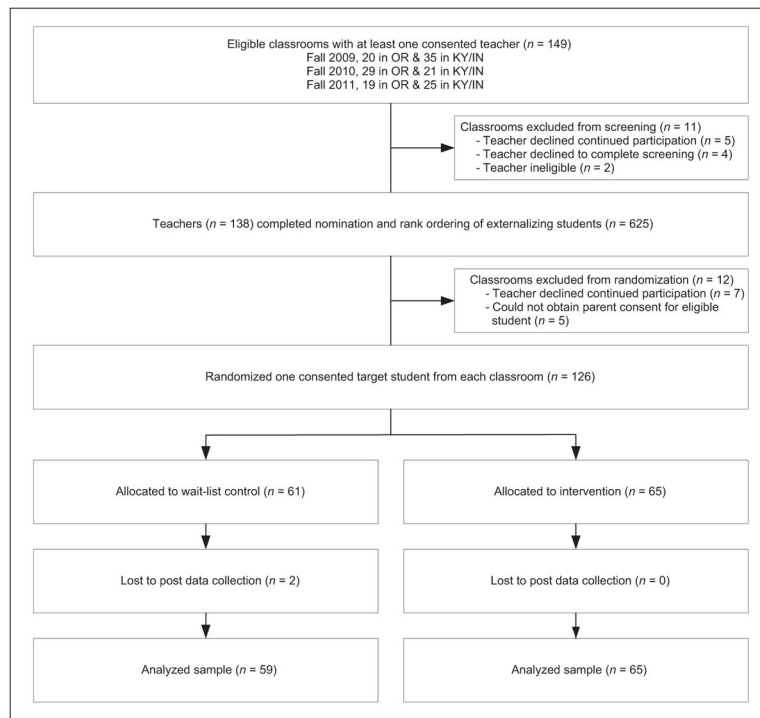 Eligible classrooms with at least one consented teacher (n = 149)
Fall 2009, 20 in OR & 35 in KY/IN
Fall 2010, 29 in OR & 21 in KY/IN
Fall 2011, 19 in OR & 25 in KY/IN
Classrooms excluded from screening (n = 11)
- Teacher declined continued participation (n = 5)
- Teacher declined to complete screening (n = 4)
- Teacher ineligible (n = 2)
Teachers (n = 138) completed nomination and rank ordering of externalizing students (n = 625)
Classrooms excluded from randomization (n = 12)
- Teacher declined continued participation (n = 7)
- Could not obtain parent consent for eligible
student (n = 5)
Randomized one consented target student from each classroom (n = 126)
Allocated to wait-list control (n = 61)
Allocated to intervention (n = 65)
Lost to post data collection (n = 2)
Lost to post data collection (n = 0)
Analyzed sample (n = 59)
Analyzed sample (n = 65)